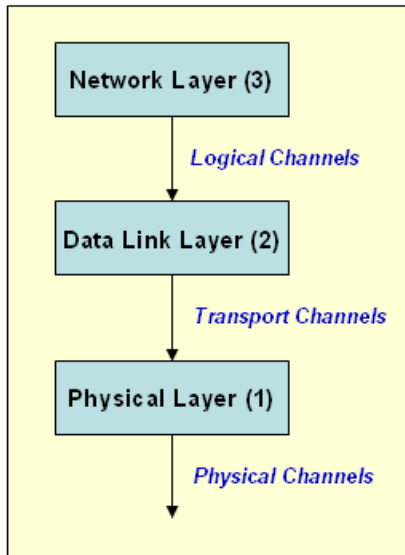 Network Layer (3)
Logical Channels
Data Link Layer (2)
Transport Channels
Physical Layer (1)
Physical Channels